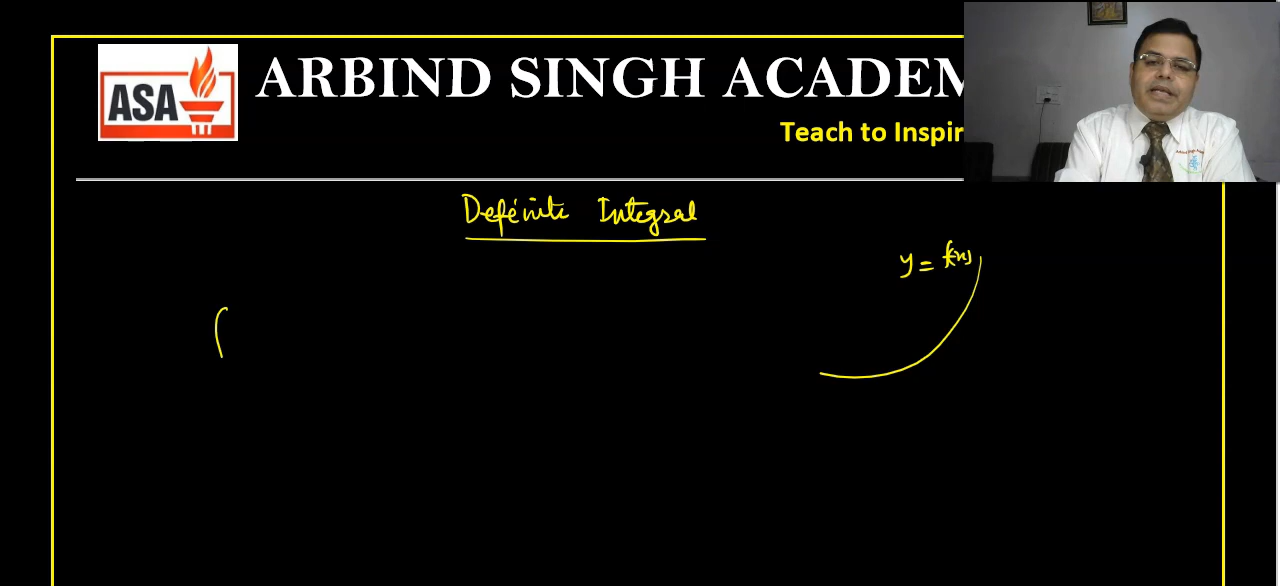 ASA
ARBIND SINGH ACADEM
Teach to Inspir
Definite Integral
y = f(x)